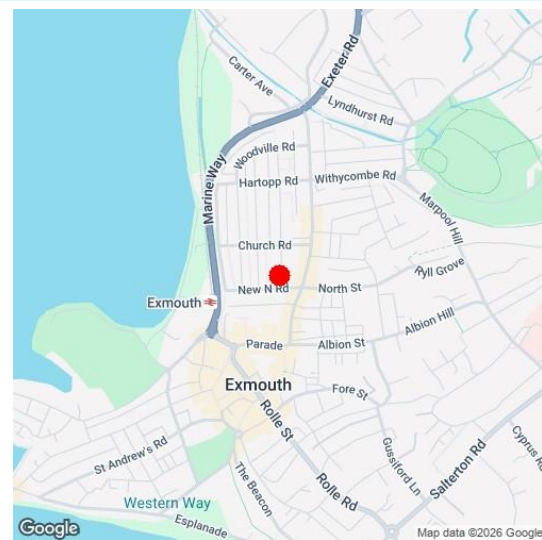 Carter Ave
Exeter Rd
Lyndhurst Rd
Woodville Rd
Marine Way
Hartopp Rd
Withycombe Rd
Marpool Hill
Church Rd
Ryll Grove
New N Rd
North St
Exmouth
Albion Hill
Parade
Albion St
Exmouth
Fore St
Rolle St
Gussiford Ln
Cyprus Rd
St Andrew's Rd
Salterton Rd
The Beacon
Rolle Rd
Western Way
Esplanade
Google
Map data ©2026 Google